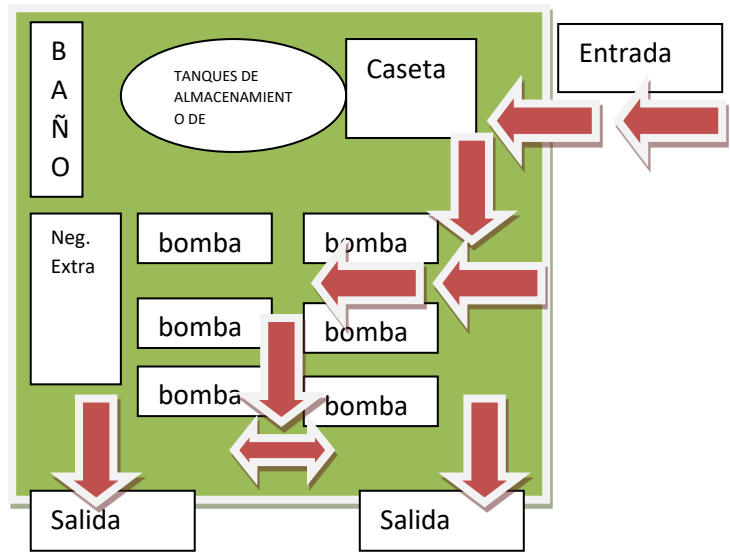 B
A
Ñ
O
TANQUES DE
ALMACENAMIENT
O DE
Caseta
Entrada
Neg.
Extra
bomba
bomba
bomba
bomba
bomba
bomba
Salida
Salida